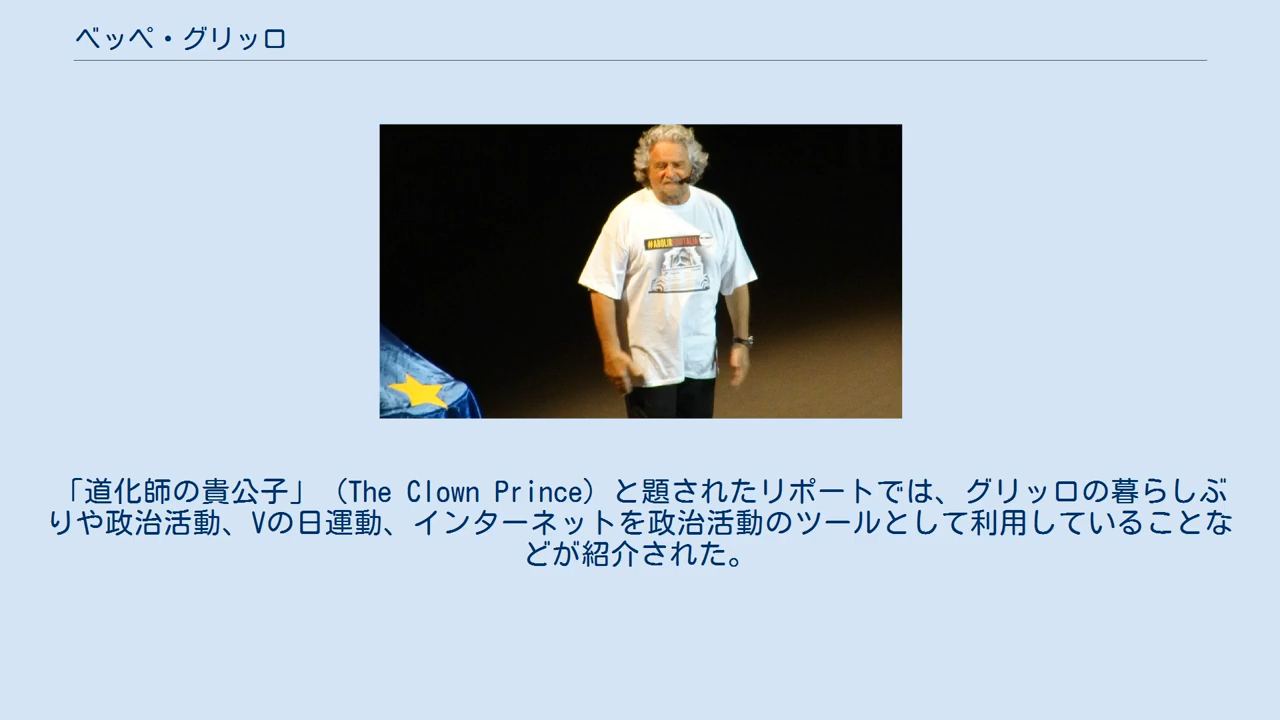 ベッペ・グリッロ
#ABOLIAMOEQUITALIA
「道化師の貴公子」（The Clown Prince）と題されたリポートでは、グリッロの暮らしぶ
りや政治活動、Vの日運動、インターネットを政治活動のツールとして利用していることな
どが紹介された。